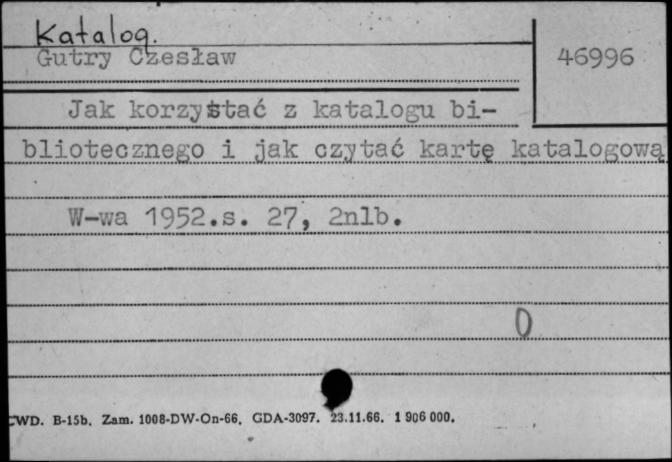 Katalog.
Gutry Czesław
46996
Jak korzystać z katalogu bi-
bliotecznego i jak czytać kartę katalogową
W-wa 1952.s. 27, 2nlb.
0
CWD. B-15b. Zam. 1008-DW-On-66. GDA-3097. 23.11.66. 1 906 000.